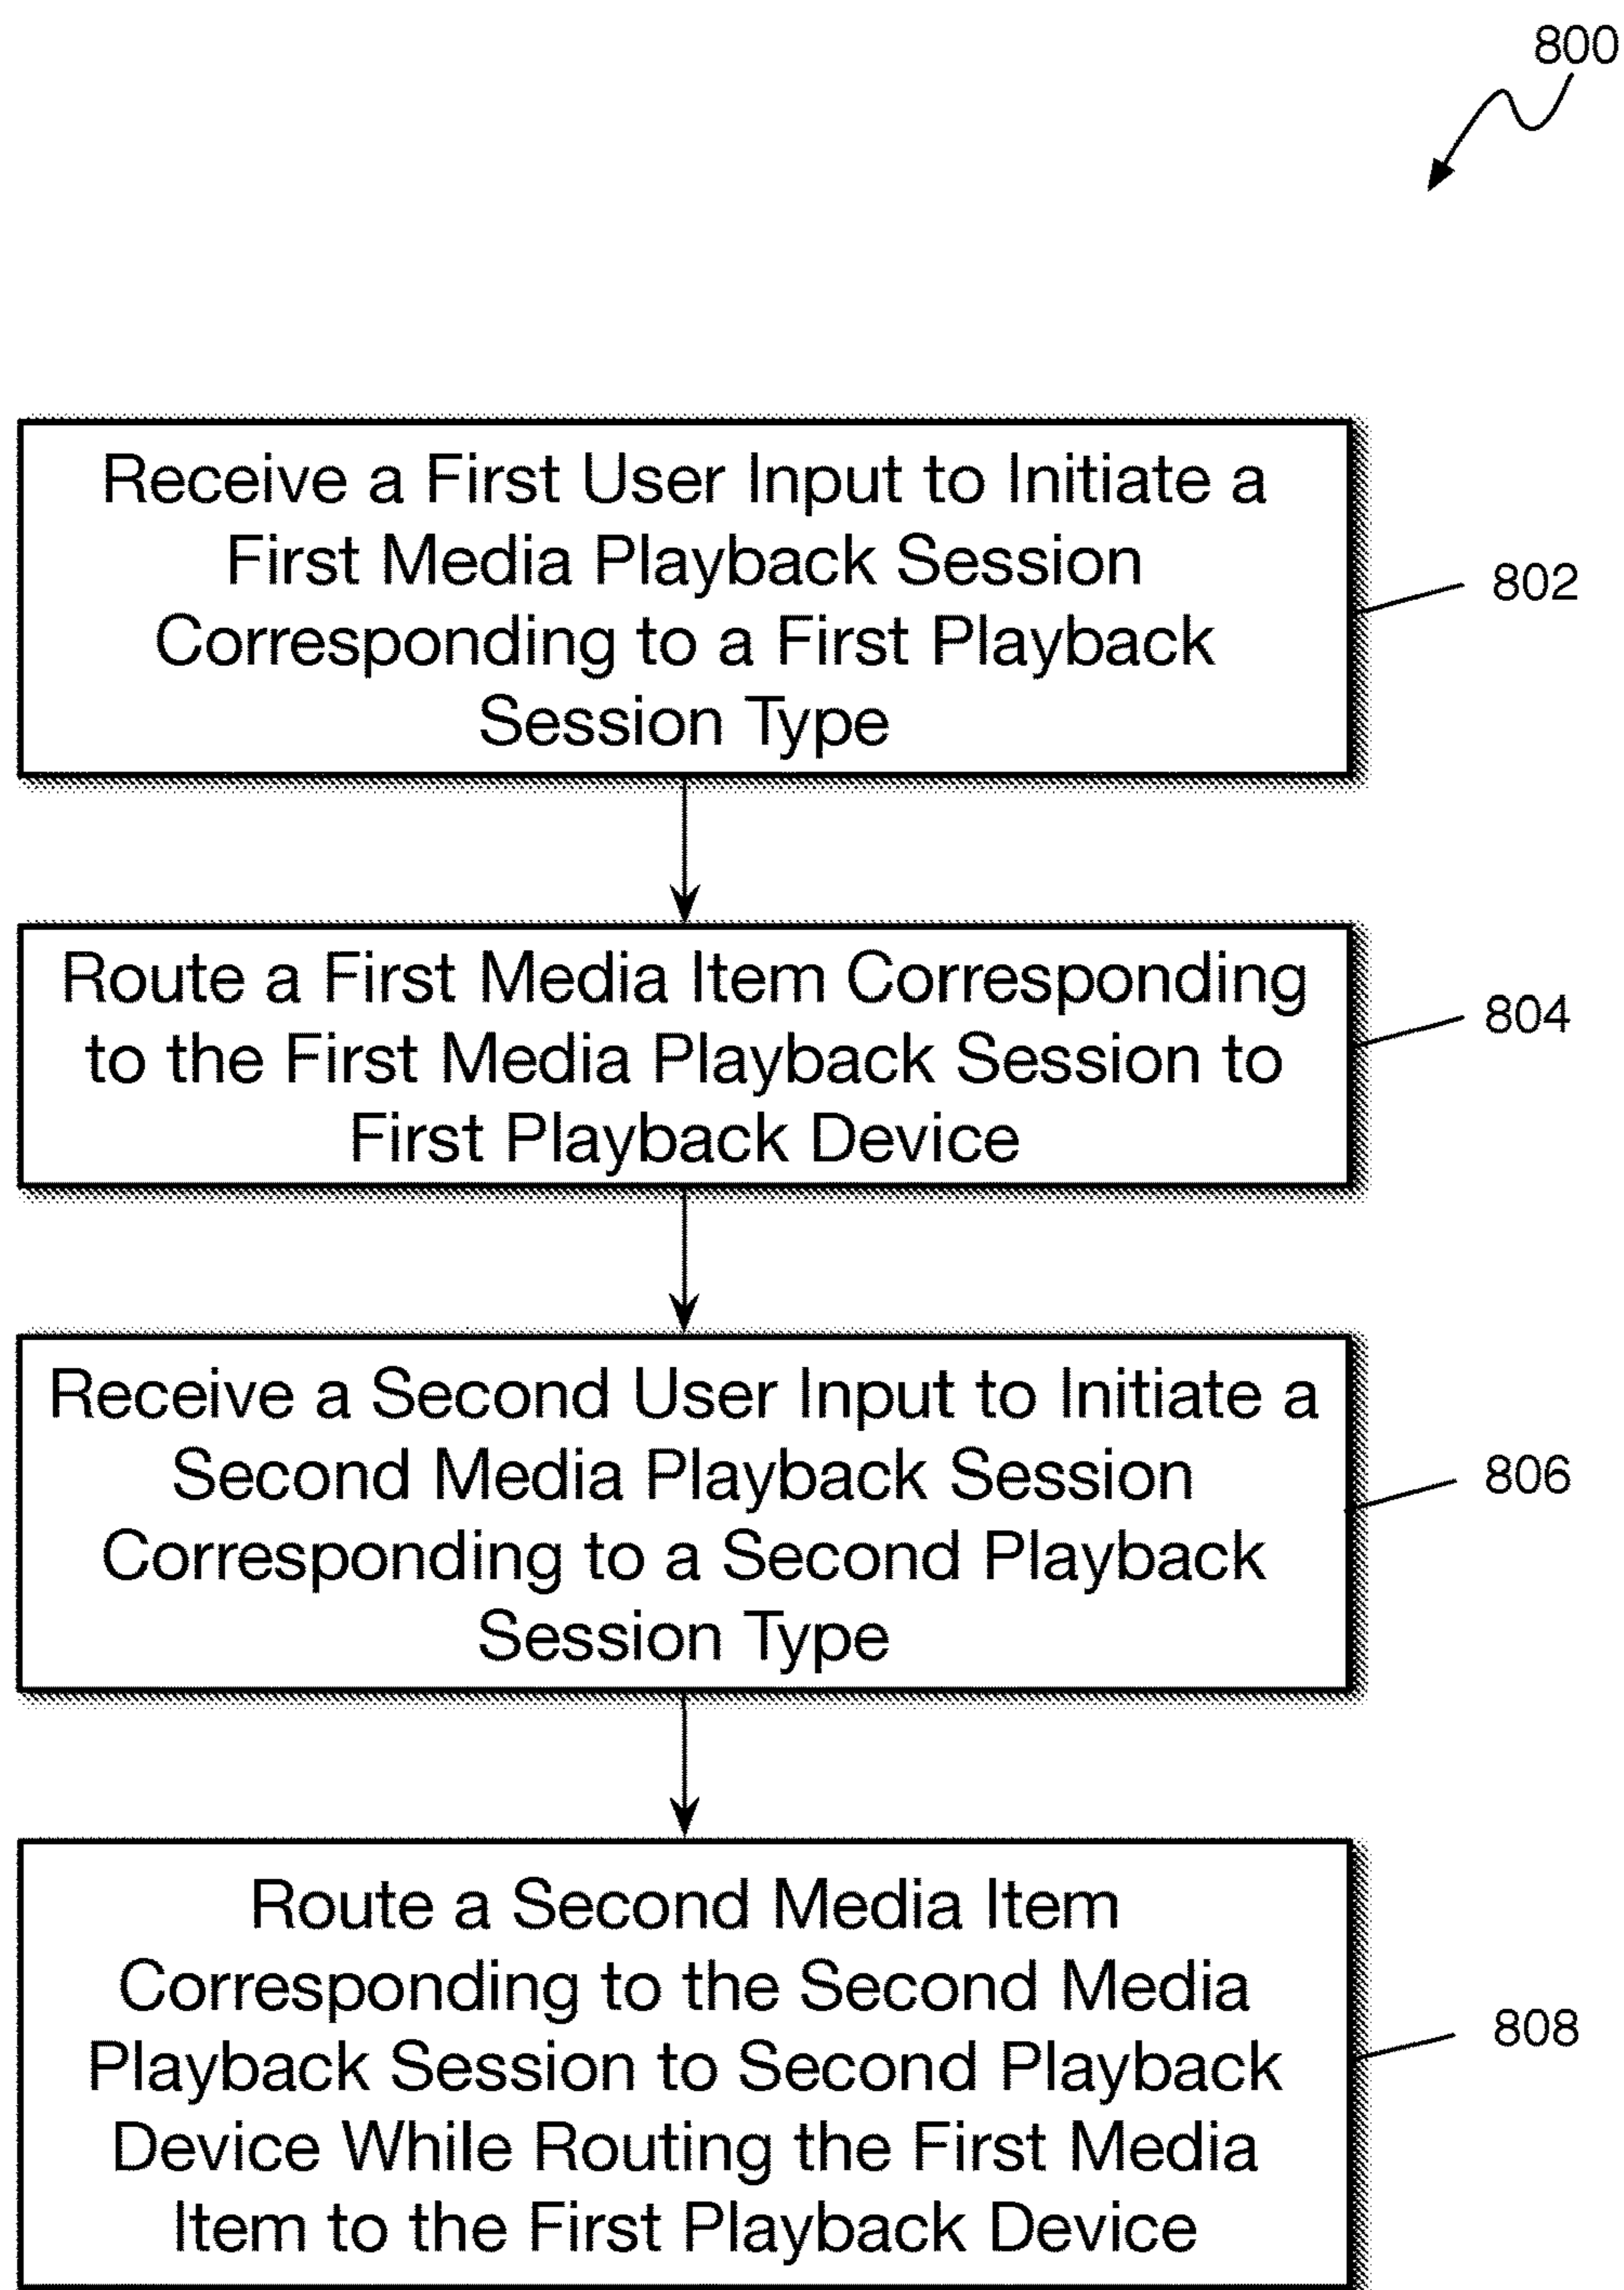 800
Receive a First User Input to Initiate a
First Media Playback Session
Corresponding to a First Playback
Session Type
802
Route a First Media Item Corresponding
to the First Media Playback Session to
First Playback Device
804
Receive a Second User Input to Initiate a
Second Media Playback Session
Corresponding to a Second Playback
Session Type
806
Route a Second Media Item
Corresponding to the Second Media
Playback Session to Second Playback
Device While Routing the First Media
Item to the First Playback Device
808